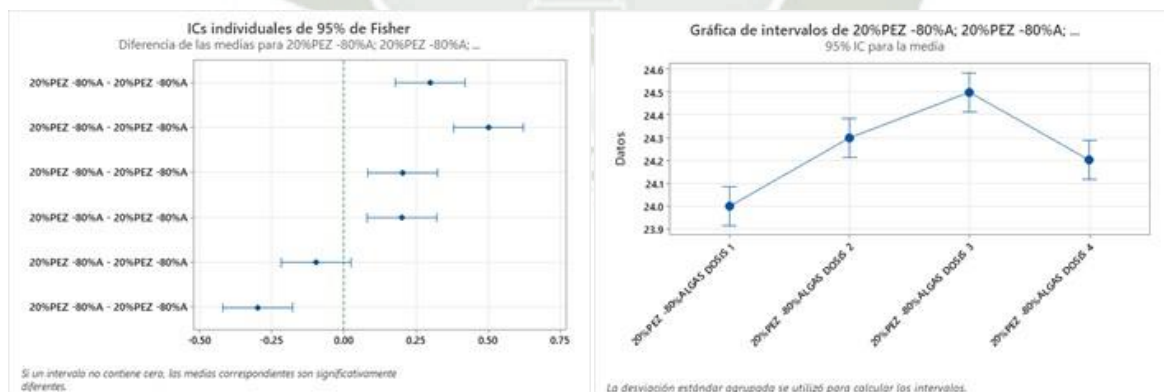 ICs individuales de 95% de Fisher
Diferencia de las medias para 20%PEZ -80%A; 20%PEZ -80%A; ...
20%PEZ -80%A - 20%PEZ -80%A
20%PEZ -80%A - 20%PEZ -80%A
20%PEZ -80%A - 20%PEZ -80%A
20%PEZ -80%A - 20%PEZ -80%A
20%PEZ -80%A - 20%PEZ -80%A
20%PEZ -80%A - 20%PEZ -80%A
-0.50 -0.25 0.00 0.25 0.50 0.75
Si un intervalo no contiene cero, las medias correspondientes son significativamente
diferentes.
Gráfica de intervalos de 20%PEZ -80%A; 20%PEZ -80%A; ...
95% IC para la media
Datos
24.6
24.5
24.4
24.3
24.2
24.1
24.0
23.9
20%PEZ -80%ALGAS DOSIS 1
20%PEZ -80%ALGAS DOSIS 2
20%PEZ -80%ALGAS DOSIS 3
20%PEZ -80%ALGAS DOSIS 4
La desviación estándar agrupada se utilizó para calcular los intervalos.